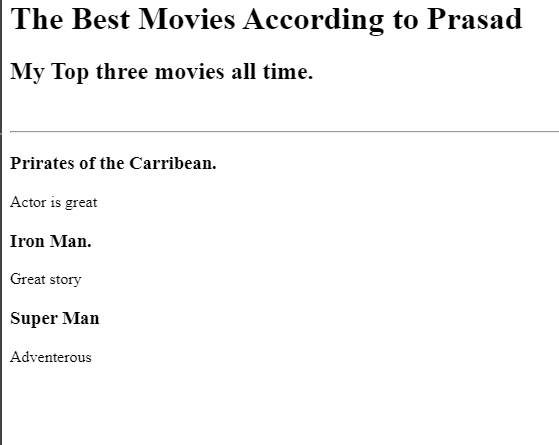 The Best Movies According to Prasad
My Top three movies all time.
Prirates of the Carribean.
Actor is great
Iron Man.
Great story
Super Man
Adventerous